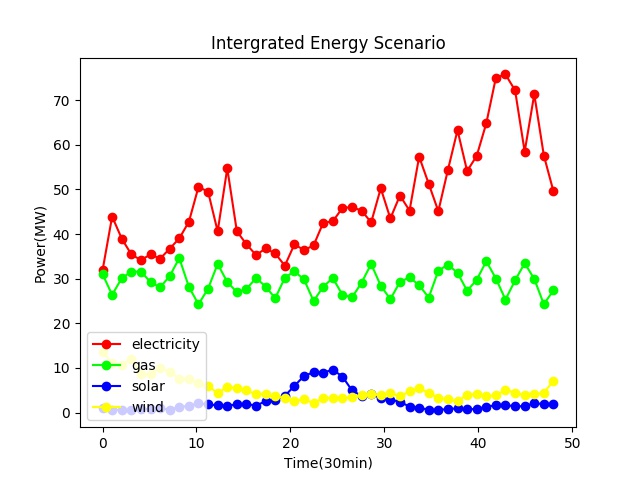 Intergrated Energy Scenario
Power(MW)
70
60
50
40
30
20
10
0
electricity
gas
solar
wind
0 10 20 30 40 50
Time(30min)